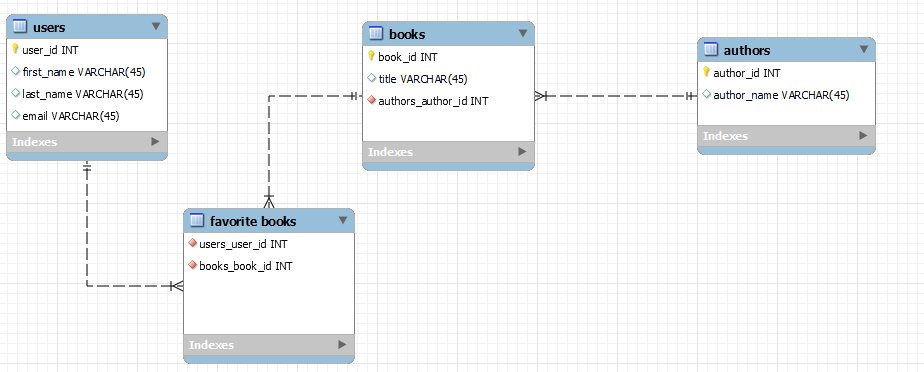 users
user_id INT
first_name VARCHAR(45)
last_name VARCHAR(45)
email VARCHAR(45)
Indexes
books
book_id INT
title VARCHAR(45)
authors_author_id INT
Indexes
authors
author_id INT
author_name VARCHAR(45)
Indexes
favorite books
users_user_id INT
books_book_id INT
Indexes